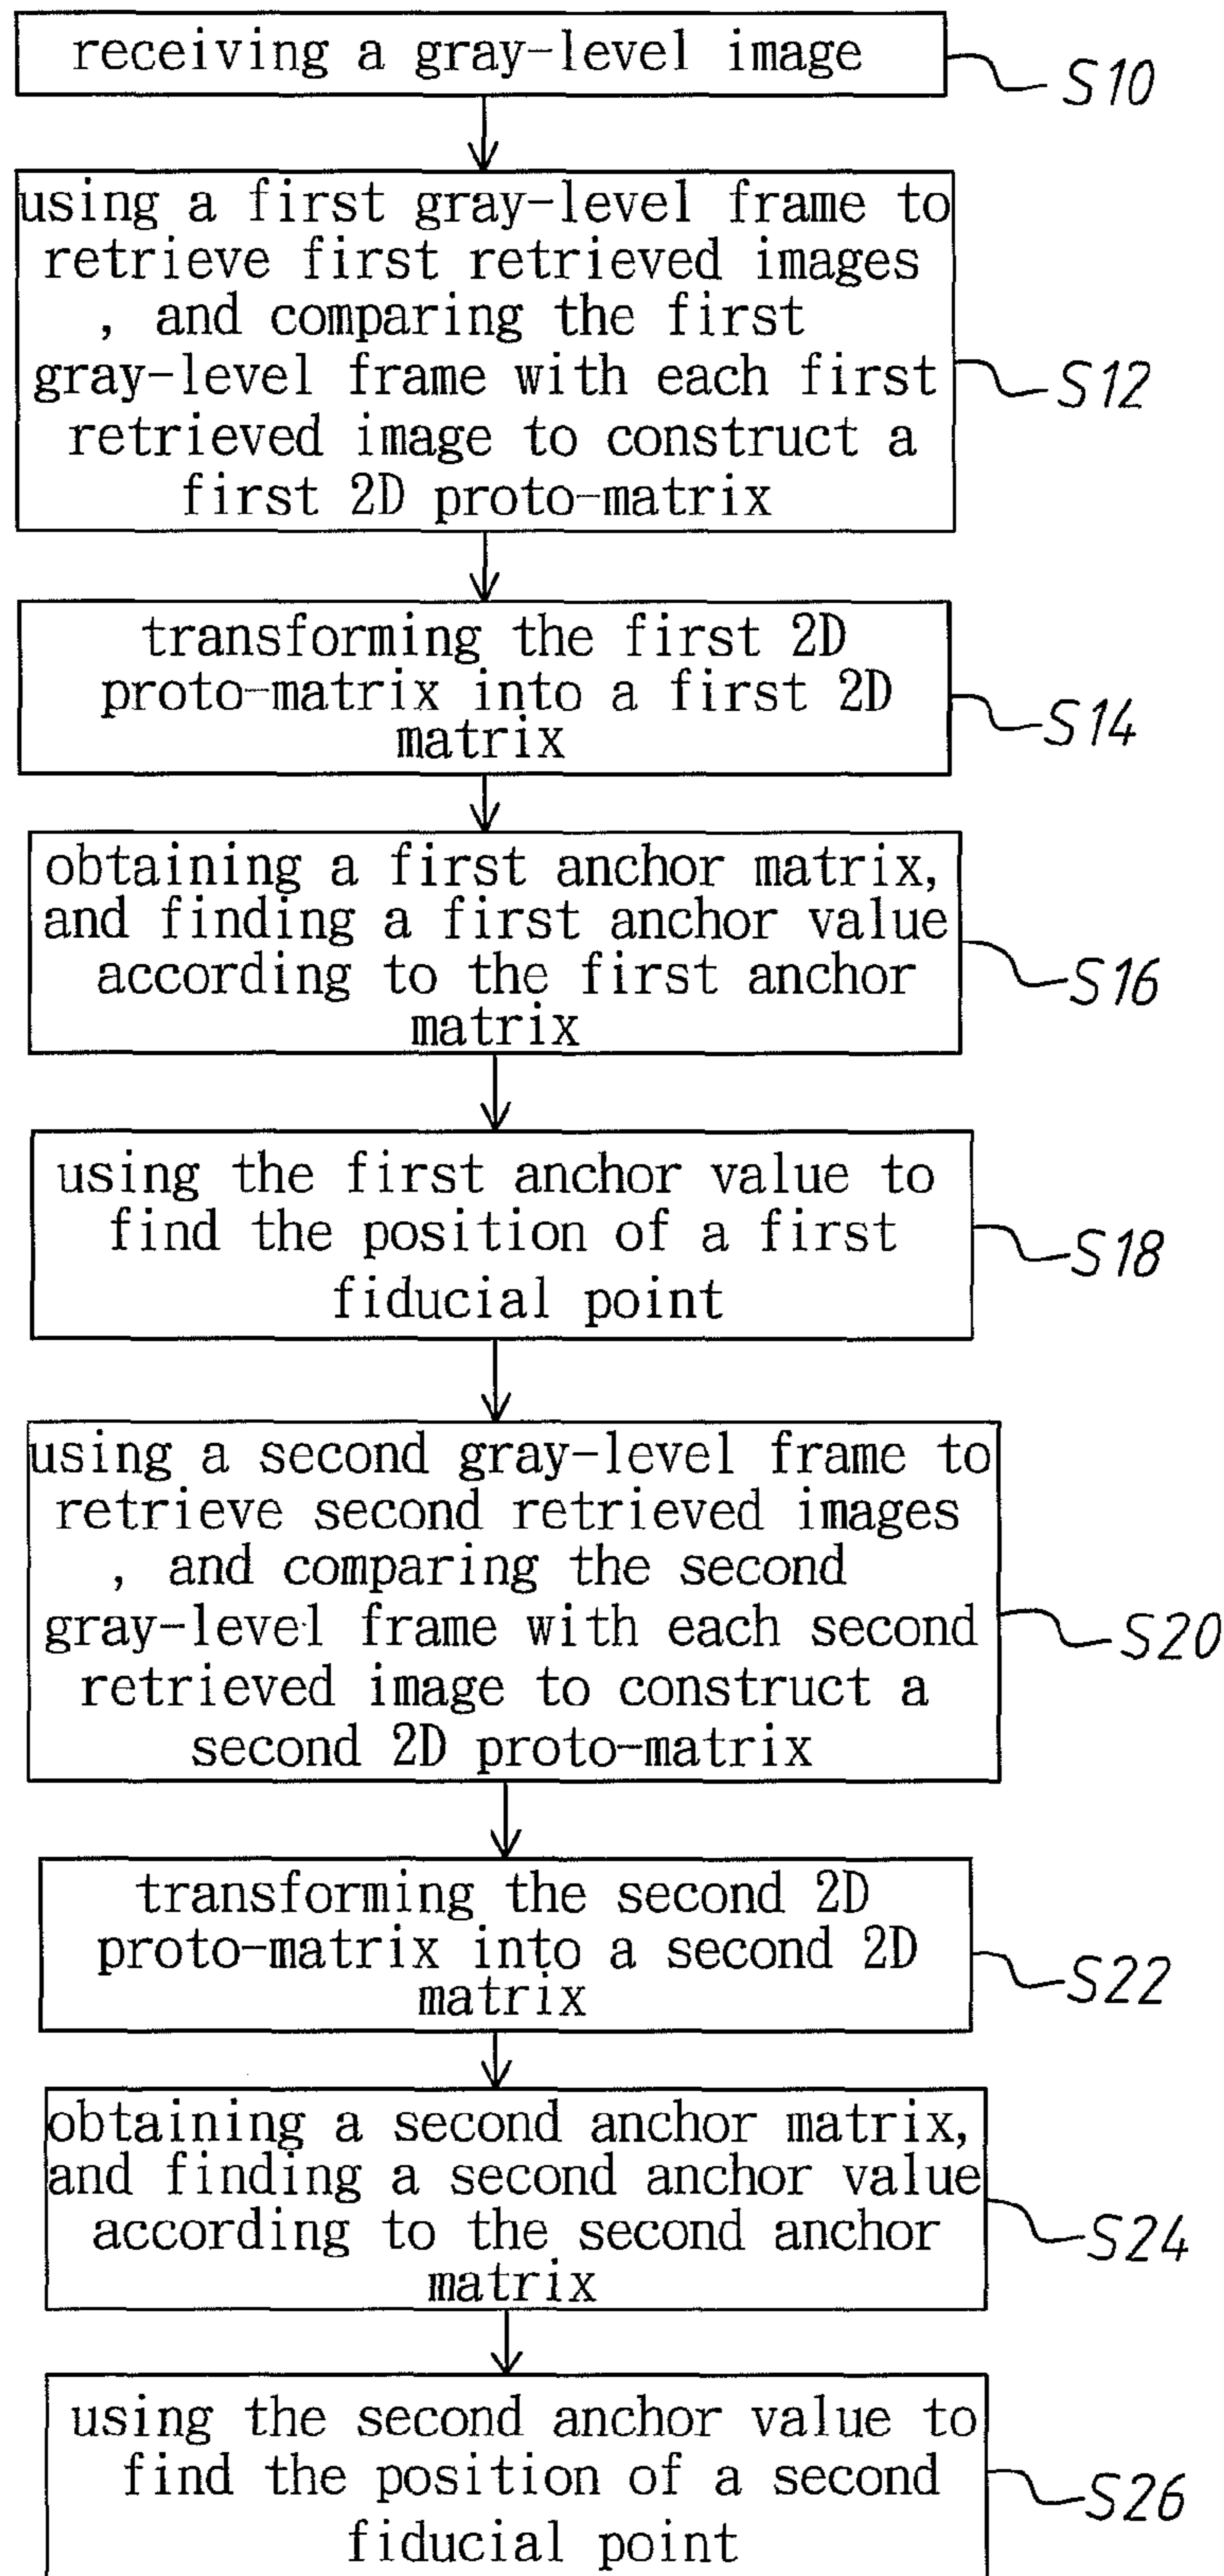 receiving a gray-level image
S10
using a first gray-level frame to
retrieve first retrieved images
, and comparing the first
gray-level frame with each first
retrieved image to construct a
first 2D proto-matrix
S12
transforming the first 2D
proto-matrix into a first 2D
matrix
S14
obtaining a first anchor matrix,
and finding a first anchor value
according to the first anchor
matrix
S16
using the first anchor value to
find the position of a first
fiducial point
S18
using a second gray-level frame to
retrieve second retrieved images
, and comparing the second
gray-level frame with each second
retrieved image to construct a
second 2D proto-matrix
S20
transforming the second 2D
proto-matrix into a second 2D
matrix
S22
obtaining a second anchor matrix,
and finding a second anchor value
according to the second anchor
matrix
S24
using the second anchor value to
find the position of a second
fiducial point
S26